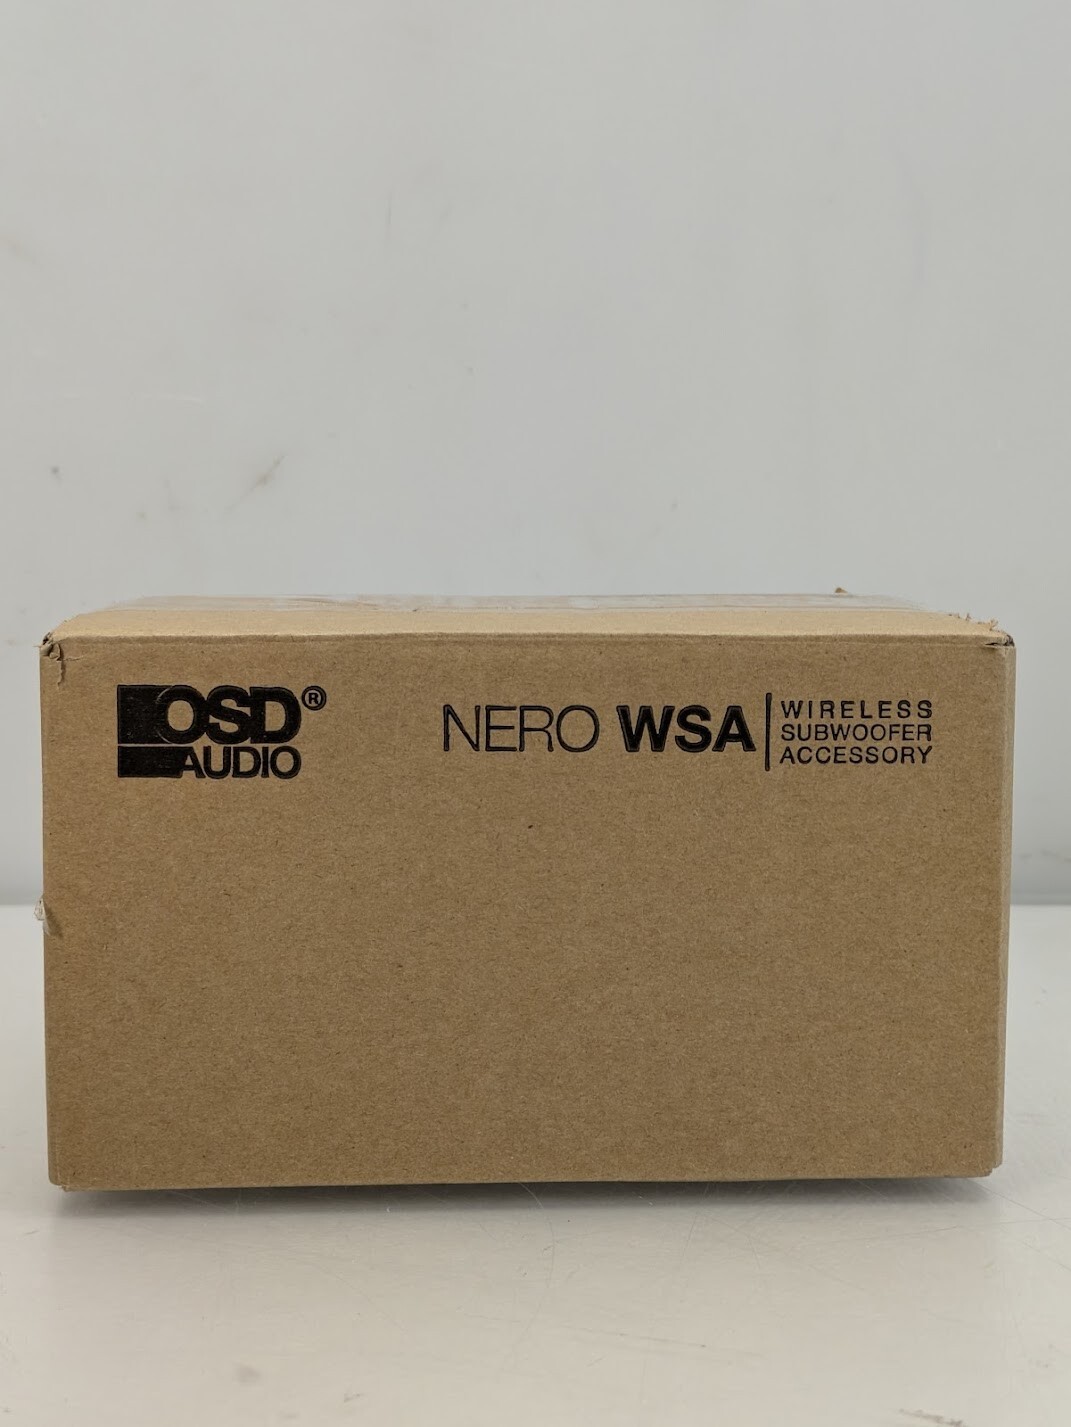 OSD®
AUDIO
NERO WSA
WIRELESS
SUBWOOFER
ACCESSORY